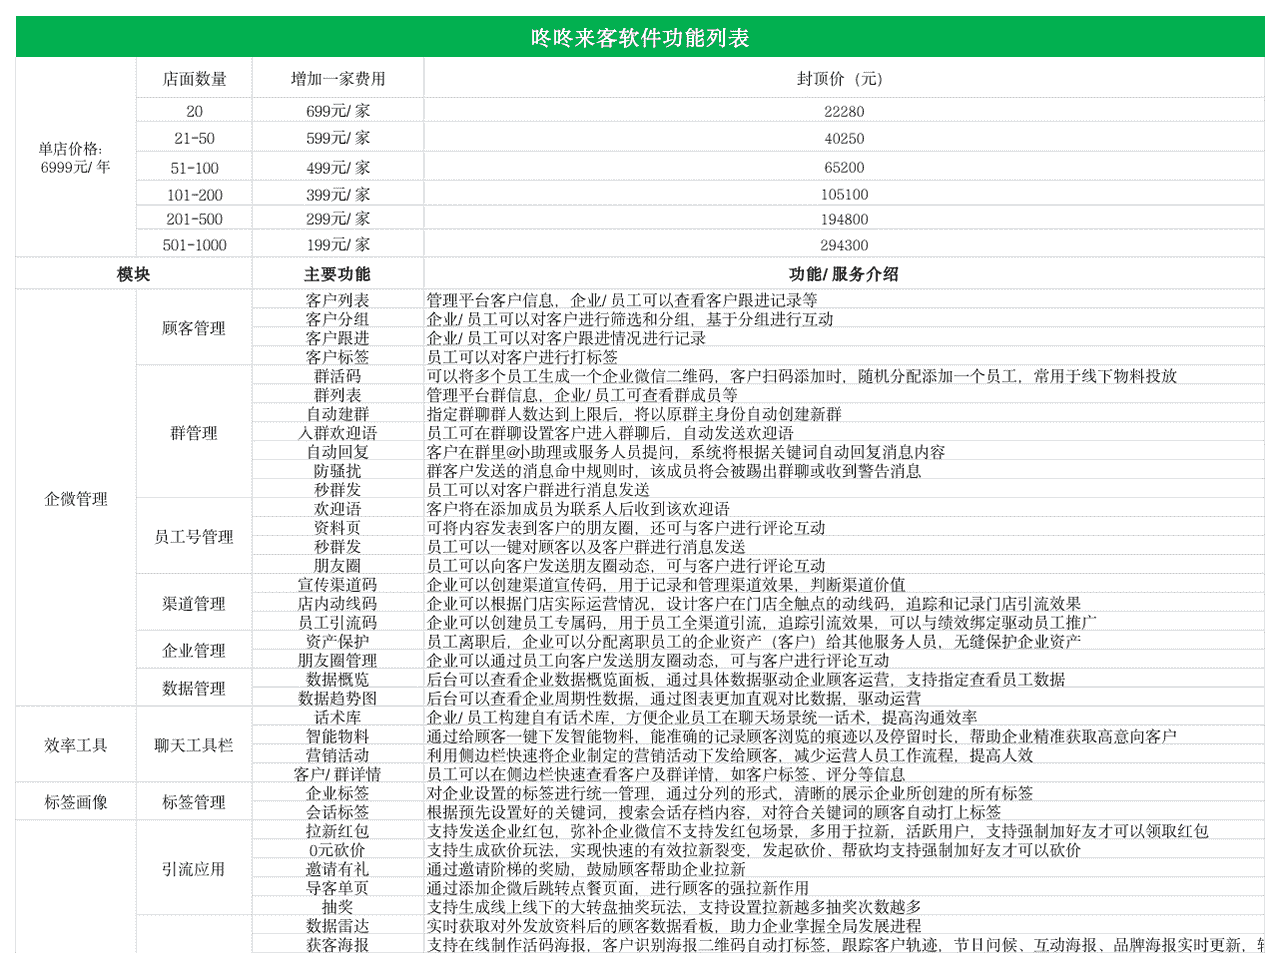 咚咚来客软件功能列表
店面数量 增加一家费用 封顶价（元）
单店价格：
6999元/ 年
20 699元/ 家 22280
21-50 599元/ 家 40250
51-100 499元/ 家 65200
101-200 399元/ 家 105100
201-500 299元/ 家 194800
501-1000 199元/ 家 294300
模块 主要功能 功能/ 服务介绍
企微管理
顾客管理
客户列表 管理平台客户信息，企业/ 员工可以查看客户跟进记录等
客户分组 企业/ 员工可以对客户进行筛选和分组，基于分组进行互动
客户跟进 企业/ 员工可以对客户跟进情况进行记录
客户标签 员工可以对客户进行打标签
群管理
群活码 可以将多个员工生成一个企业微信二维码，客户扫码添加时，随机分配添加一个员工，常用于线下物料投放
群列表 管理平台群信息，企业/ 员工可查看群成员等
自动建群 指定群聊群人数达到上限后，将以原群主身份自动创建新群
入群欢迎语 员工可在群聊设置客户进入群聊后，自动发送欢迎语
自动回复 客户在群里@小助理或服务人员提问，系统将根据关键词自动回复消息内容
防骚扰 群客户发送的消息命中规则时，该成员将会被踢出群聊或收到警告消息
秒群发 员工可以对客户群进行消息发送
员工号管理
欢迎语 客户将在添加成员为联系人后收到该欢迎语
资料页 可将内容发表到客户的朋友圈，还可与客户进行评论互动
秒群发 员工可以一键对顾客以及客户群进行消息发送
朋友圈 员工可以向客户发送朋友圈动态，可与客户进行评论互动
渠道管理
宣传渠道码 企业可以创建渠道宣传码，用于记录和管理渠道效果，判断渠道价值
店内动线码 企业可以根据门店实际运营情况，设计客户在门店全触点的动线码，追踪和记录门店引流效果
员工引流码 企业可以创建员工专属码，用于员工全渠道引流，追踪引流效果，可以与绩效绑定驱动员工推广
企业管理
资产保护 员工离职后，企业可以分配离职员工的企业资产（客户）给其他服务人员，无缝保护企业资产
朋友圈管理 企业可以通过员工向客户发送朋友圈动态，可与客户进行评论互动
数据管理
数据概览 后台可以查看企业数据概览面板，通过具体数据驱动企业顾客运营，支持指定查看员工数据
数据趋势图 后台可以查看企业周期性数据，通过图表更加直观对比数据，驱动运营
效率工具
聊天工具栏
话术库 企业/ 员工构建自有话术库，方便企业员工在聊天场景统一话术，提高沟通效率
智能物料 通过给顾客一键下发智能物料，能准确的记录顾客浏览的痕迹以及停留时长，帮助企业精准获取高意向客户
营销活动 利用侧边栏快速将企业制定的营销活动下发给顾客，减少运营人员工作流程，提高人效
客户/ 群详情 员工可以在侧边栏快速查看客户及群详情，如客户标签、评分等信息
标签画像
标签管理
企业标签 对企业设置的标签进行统一管理，通过分列的形式，清晰的展示企业所创建的所有标签
会话标签 根据预先设置好的关键词，搜索会话存档内容，对符合关键词的顾客自动打上标签
引流应用
拉新红包 支持发送企业红包，弥补企业微信不支持发红包场景，多用于拉新，活跃用户，支持强制加好友才可以领取红包
0元砍价 支持生成砍价玩法，实现快速的有效拉新裂变，发起砍价、帮砍均支持强制加好友才可以砍价
邀请有礼 通过邀请阶梯的奖励，鼓励顾客帮助企业拉新
导客单页 通过添加企微后跳转点餐页面，进行顾客的强拉新作用
抽奖 支持生成线上线下的大转盘抽奖玩法，支持设置拉新越多抽奖次数越多
数据雷达 实时获取对外发放资料后的顾客数据看板，助力企业掌握全局发展进程
获客海报 支持在线制作活码海报，客户识别海报二维码自动打标签，跟踪客户轨迹，节日问候、互动海报、品牌海报实时更新，